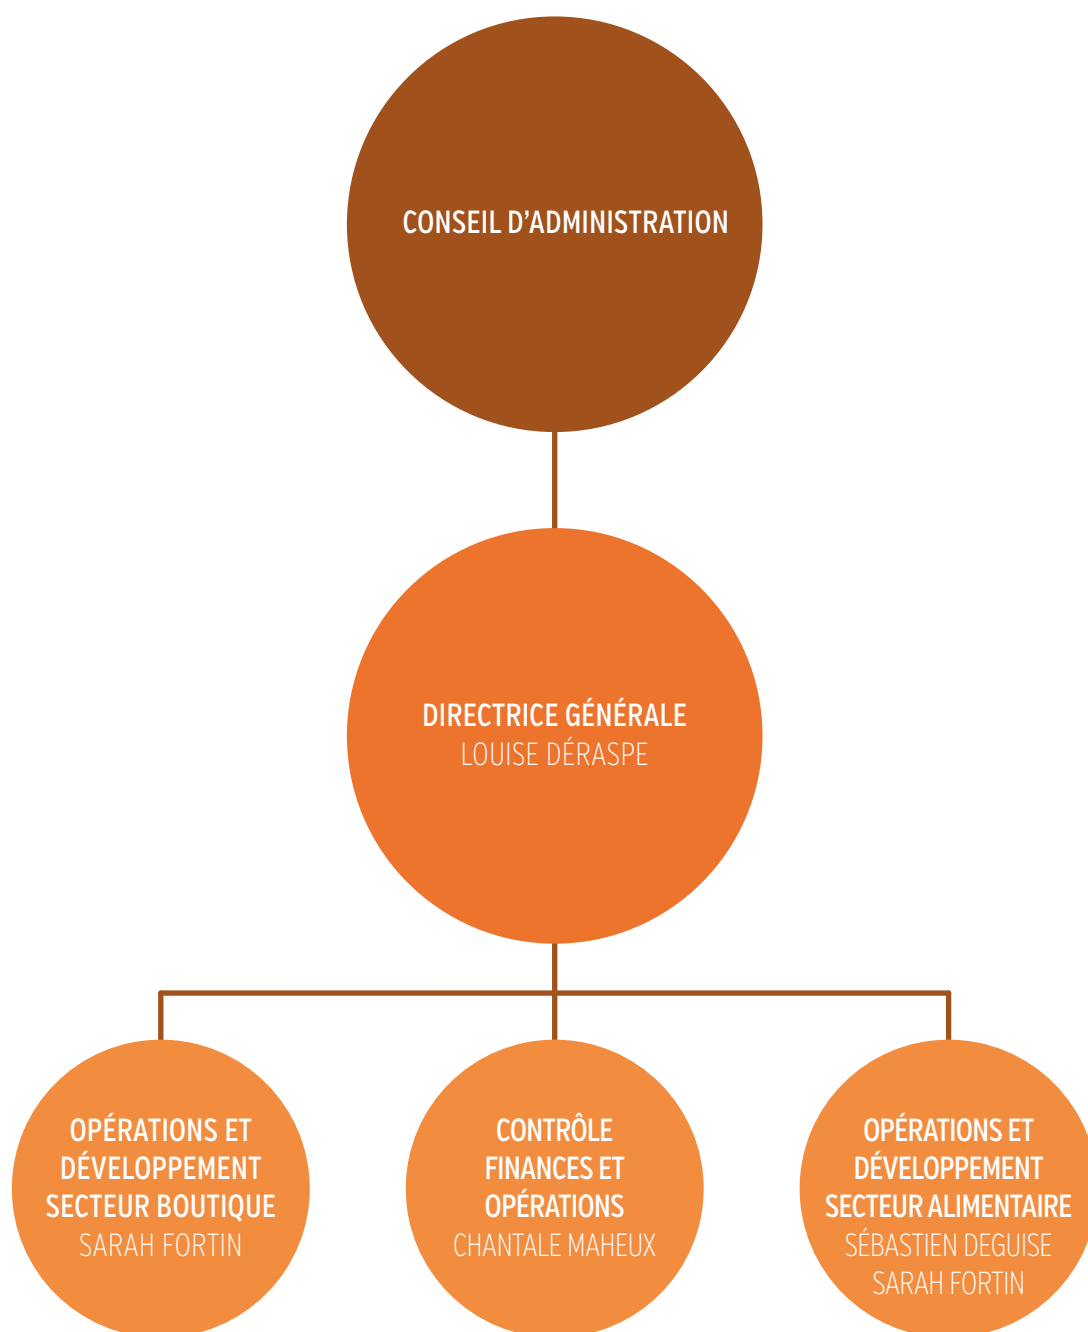 CONSEIL D’ADMINISTRATION
DIRECTRICE GÉNÉRALE
LOUISE DÉRASPE
OPÉRATIONS ET
DÉVELOPPEMENT
SECTEUR BOUTIQUE
SARAH FORTIN
CONTRÔLE
FINANCES ET
OPÉRATIONS
CHANTALE MAHEUX
OPÉRATIONS ET
DÉVELOPPEMENT
SECTEUR ALIMENTAIRE
SÉBASTIEN DEGUISE
SARAH FORTIN